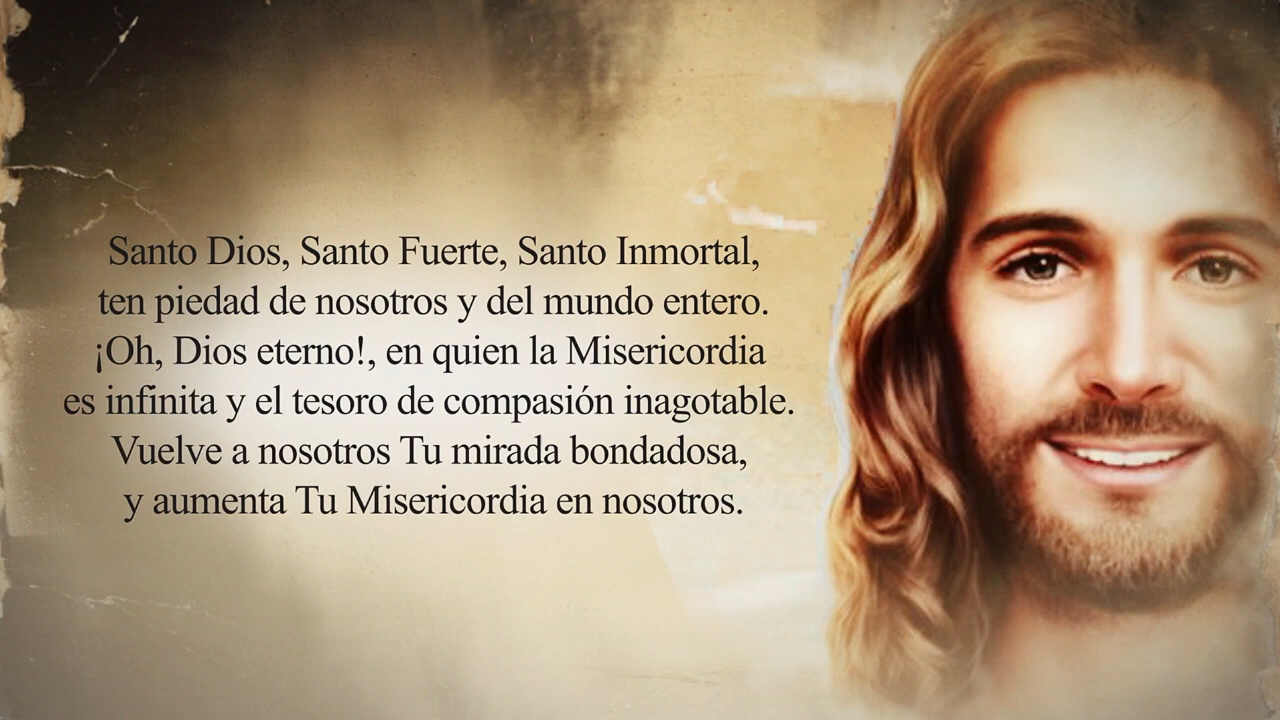 Santo Dios, Santo Fuerte, Santo Inmortal,
ten piedad de nosotros y del mundo entero.
¡Oh, Dios eterno!, en quien la Misericordia
es infinita y el tesoro de compasión inagotable.
Vuelve a nosotros Tu mirada bondadosa,
y aumenta Tu Misericordia en nosotros.